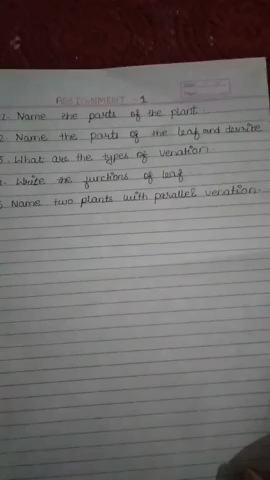 ASSIGNMENT - 1
1. Name the parts of the plant.
2. Name the parts of the leaf and describe
3. What are the types of venation.
4. Write the functions of leaf
5. Name two plants with parallel venation.